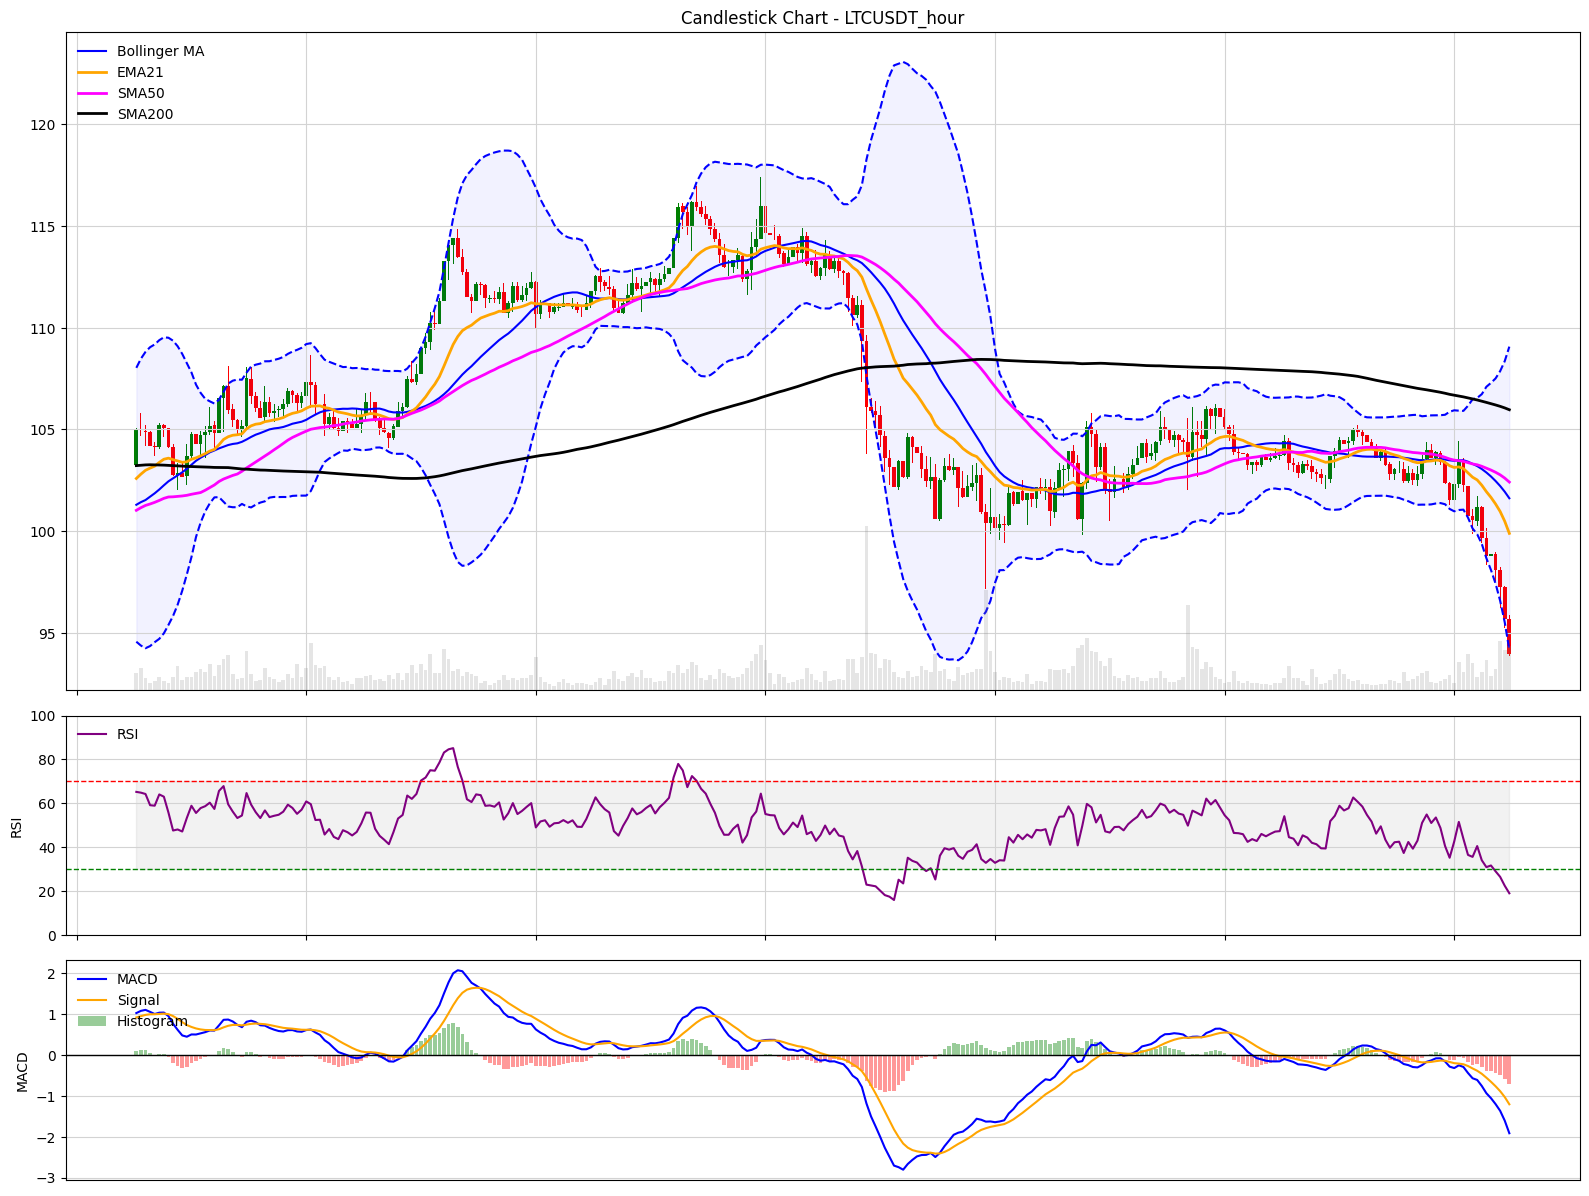 Candlestick Chart - LTCUSDT_hour
Bollinger MA
EMA21
SMA50
SMA200
120
115
110
105
100
95
100
80
60
40
20
0
RSI
RSI
2
1
0
−1
−2
−3
MACD
MACD
Signal
Histogram